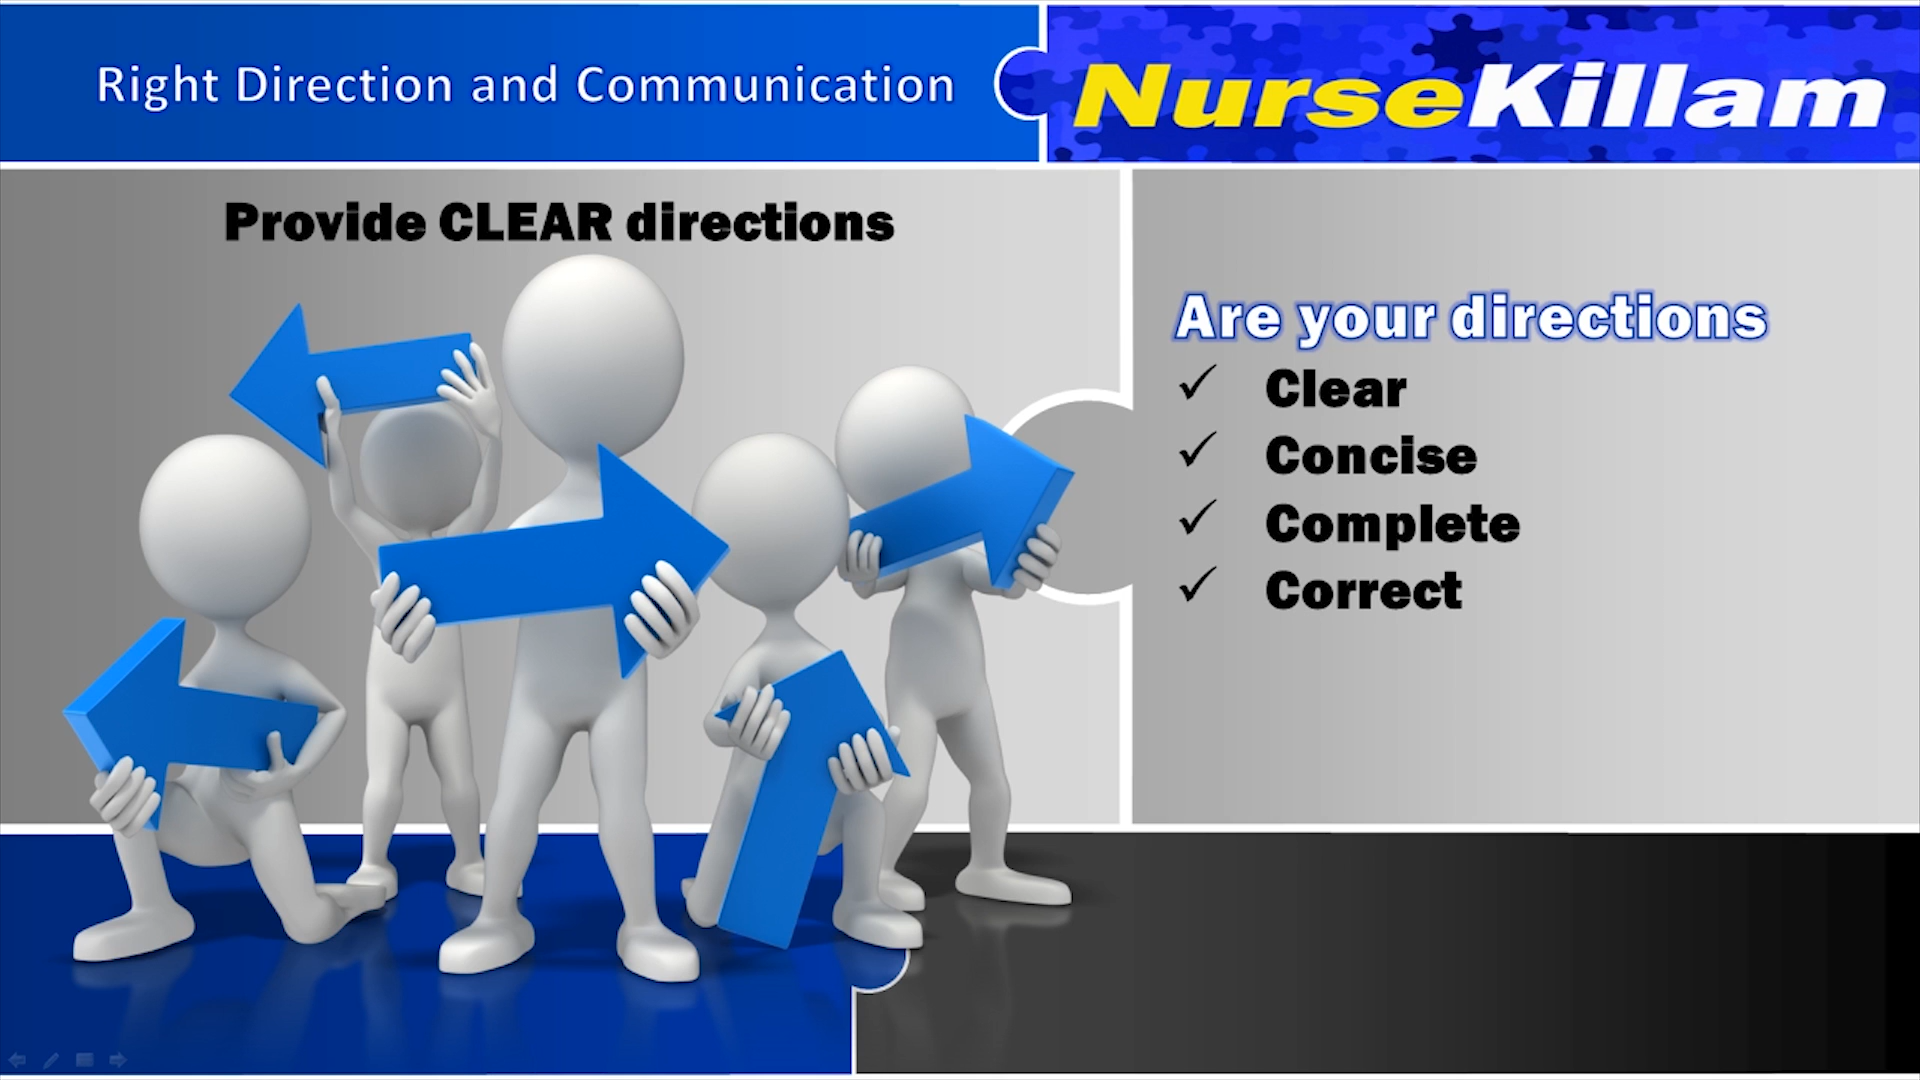 Right Direction and Communication
NurseKillam
Provide CLEAR directions
Are your directions
✓ Clear
✓ Concise
✓ Complete
✓ Correct